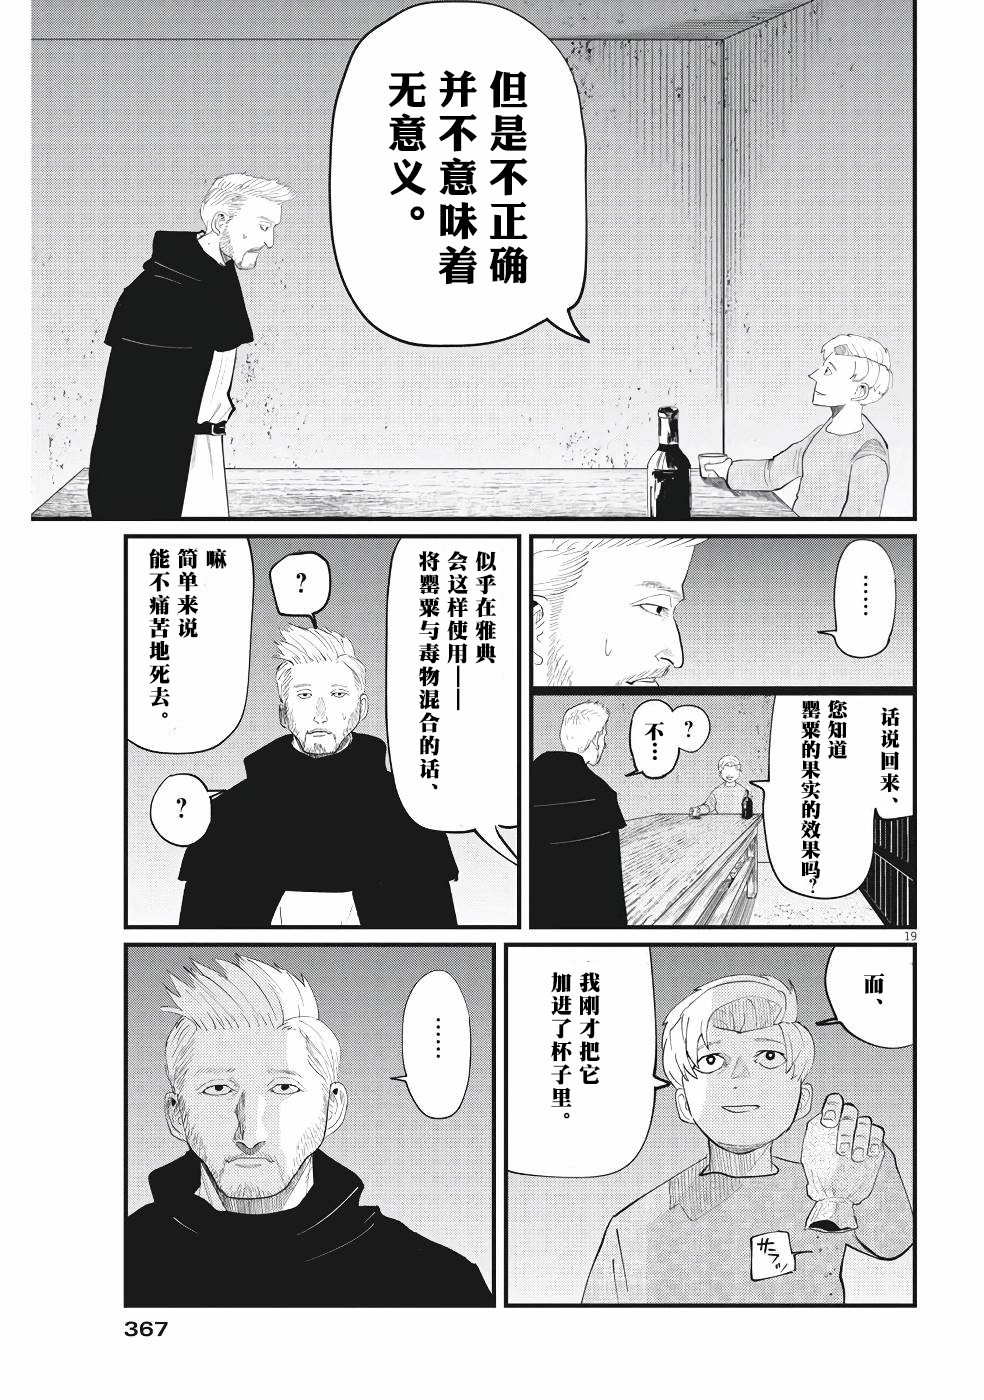 但是不正确
并不意味着
无意义。
……
话说回来、
您知道
罂粟的果实的效果吗？
？
不…
似乎在雅典
会这样使用——
将罂粟与毒物混合的话、
？
嘛
简单来说
能不痛苦地死去。
？
19
而、
我刚才把它
加进了杯子里。
サラッ
……
367